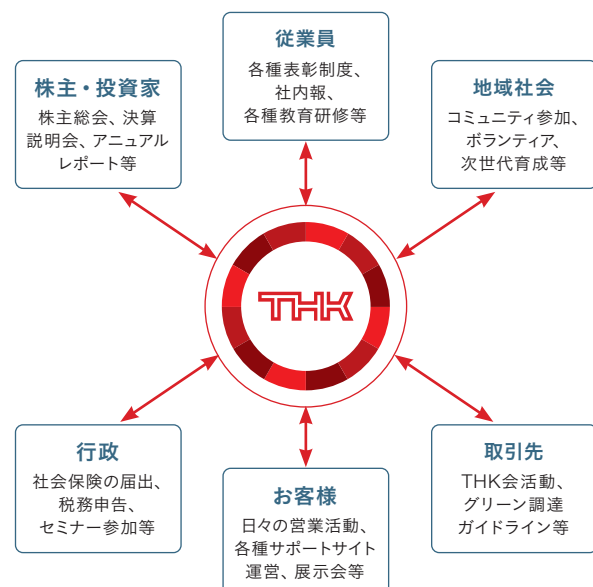 従業員
各種表彰制度、
社内報、
各種教育研修等
株主・投資家
株主総会、決算
説明会、アニュアル
レポート等
地域社会
コミュニティ参加、
ボランティア、
次世代育成等
THK
行政
社会保険の届出、
税務申告、
セミナー参加等
お客様
日々の営業活動、
各種サポートサイト
運営、展示会等
取引先
THK会活動、
グリーン調達
ガイドライン等